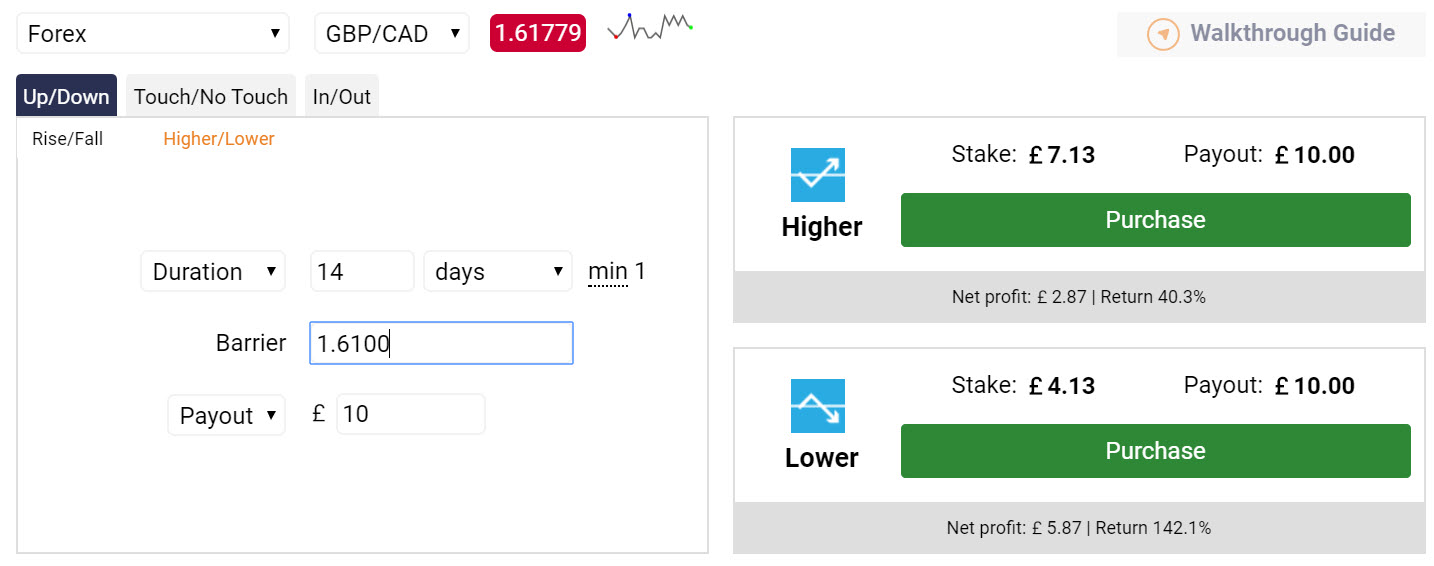 Forex GBP/CAD 1.61779 Walkthrough Guide
Up/Down Touch/No Touch In/Out
Rise/Fall Higher/Lower
Duration 14 days min 1
Barrier 1.6100
Payout £ 10
Stake: £ 7.13 Payout: £ 10.00
Higher Purchase
Net profit: £ 2.87 | Return 40.3%
Stake: £ 4.13 Payout: £ 10.00
Lower Purchase
Net profit: £ 5.87 | Return 142.1%